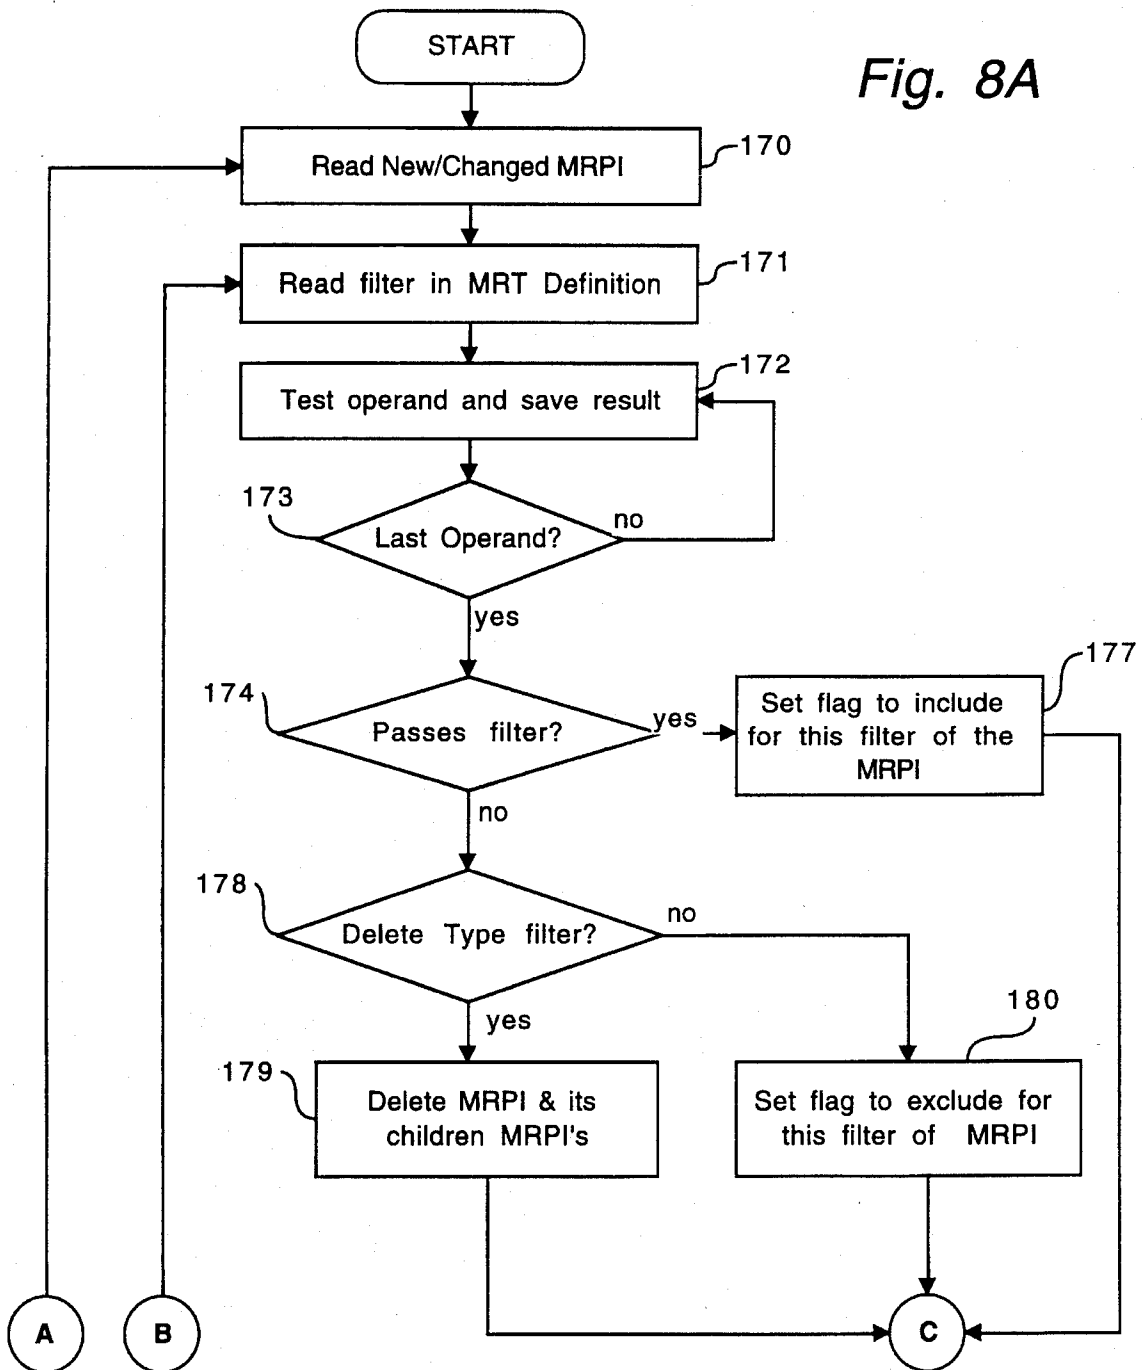 START
Fig. 8A
170
Read New/Changed MRPI
171
Read filter in MRT Definition
172
Test operand and save result
173
Last Operand?
no
yes
174
Passes filter?
yes
177
Set flag to include
for this filter of the
MRPI
no
178
Delete Type filter?
no
yes
179
Delete MRPI & its
children MRPI's
180
Set flag to exclude for
this filter of MRPI
A
B
C